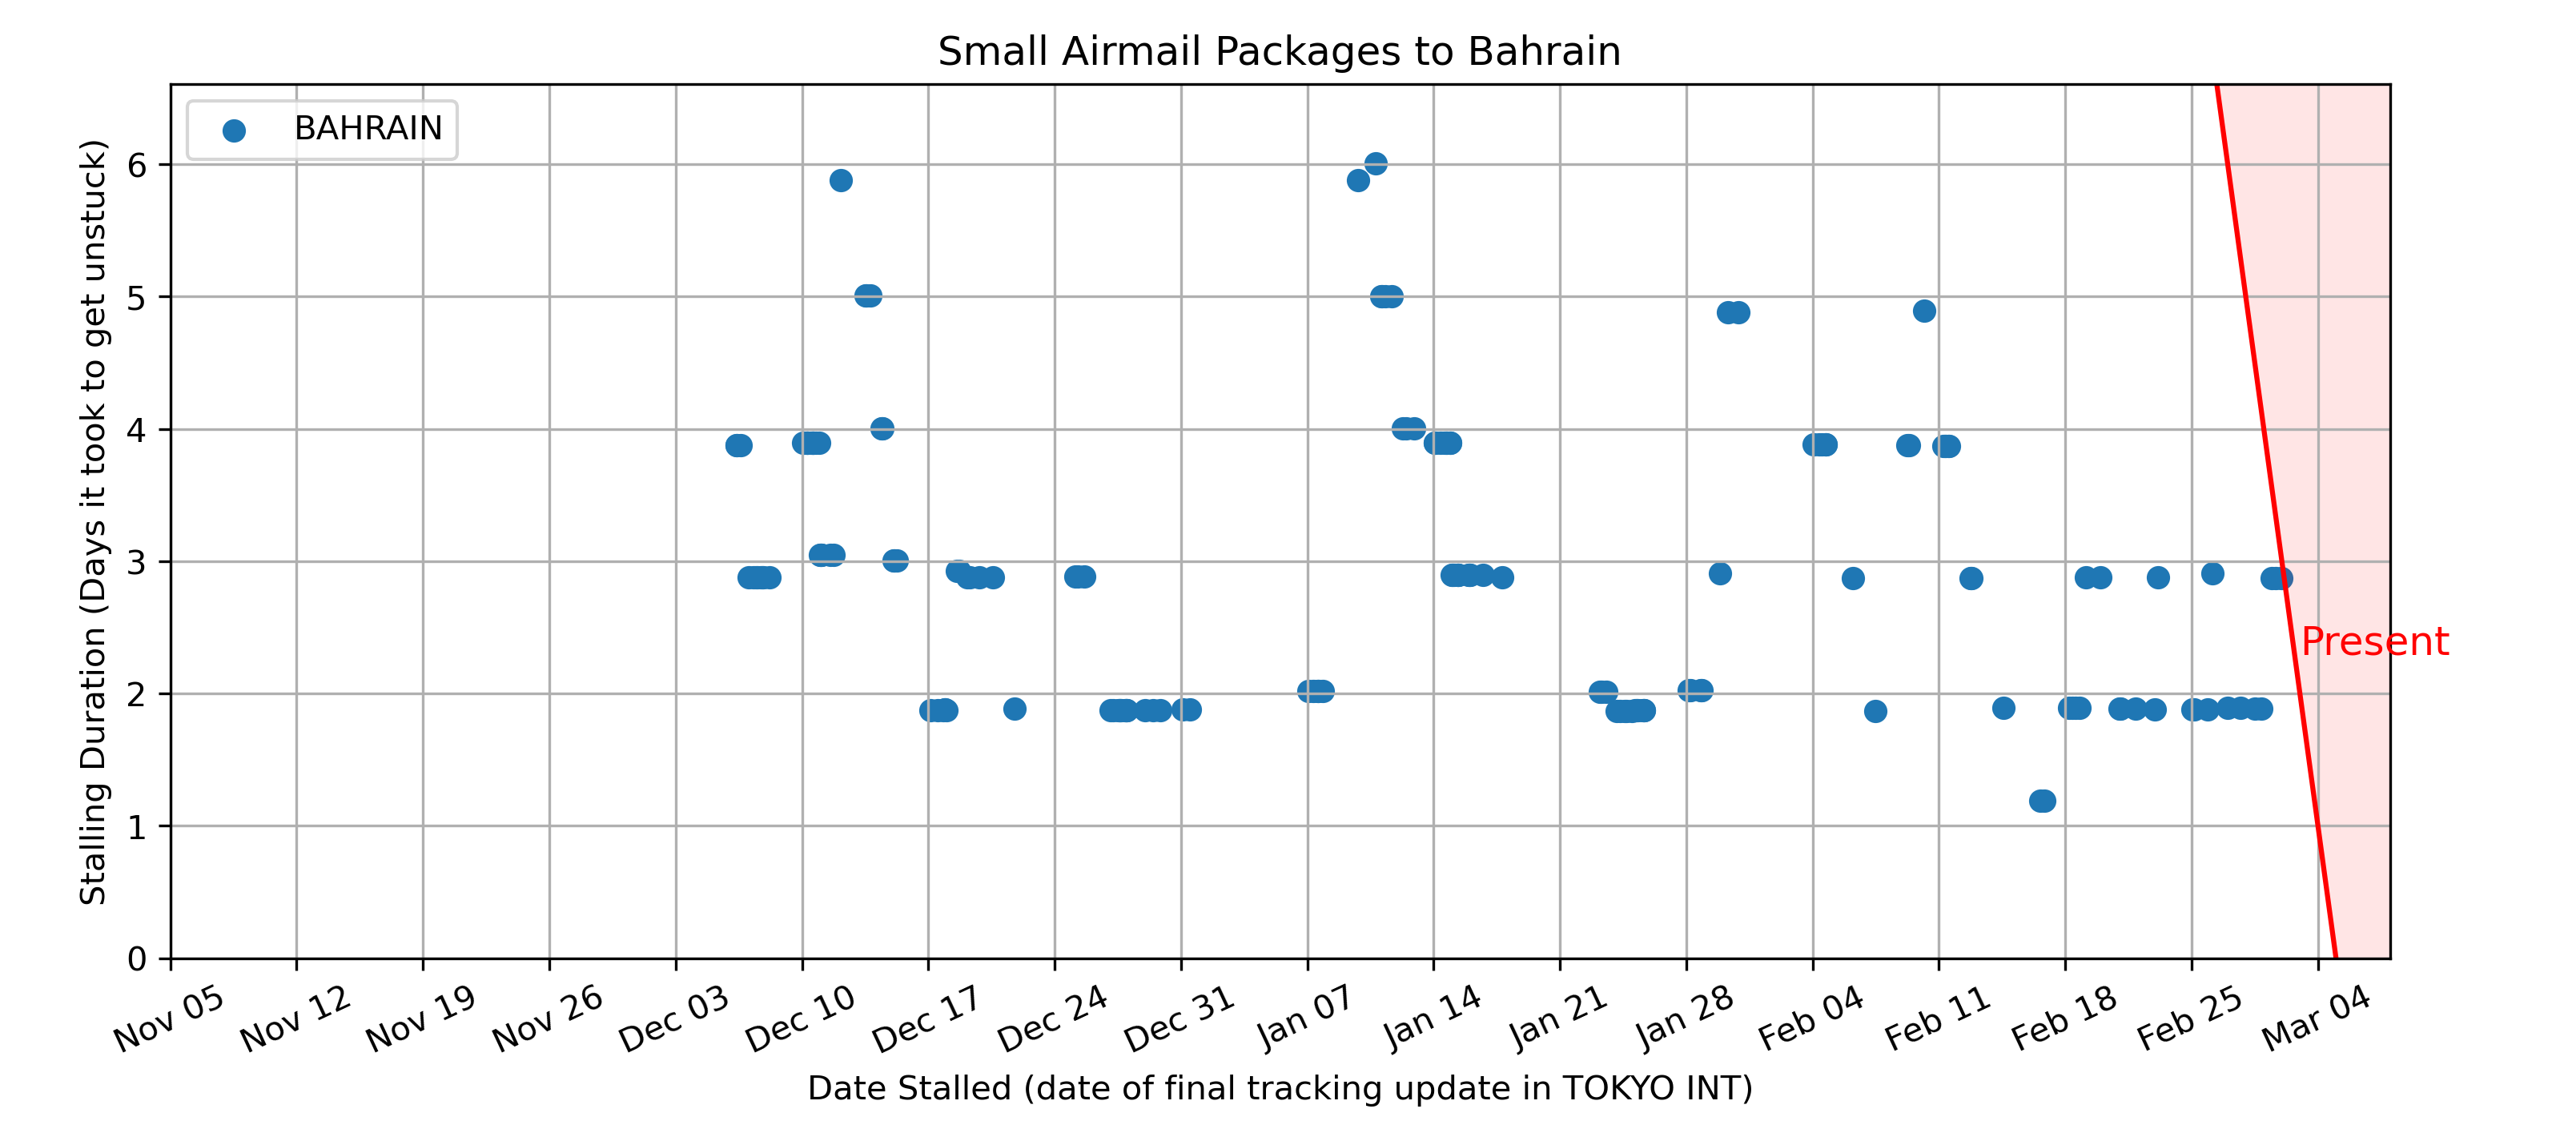 Small Airmail Packages to Bahrain
BAHRAIN
Stalling Duration (Days it took to get unstuck)
6
5
4
3
2
1
0
Present
Nov 05
Nov 12
Nov 19
Nov 26
Dec 03
Dec 10
Dec 17
Dec 24
Dec 31
Jan 07
Jan 14
Jan 21
Jan 28
Feb 04
Feb 11
Feb 18
Feb 25
Mar 04
Date Stalled (date of final tracking update in TOKYO INT)